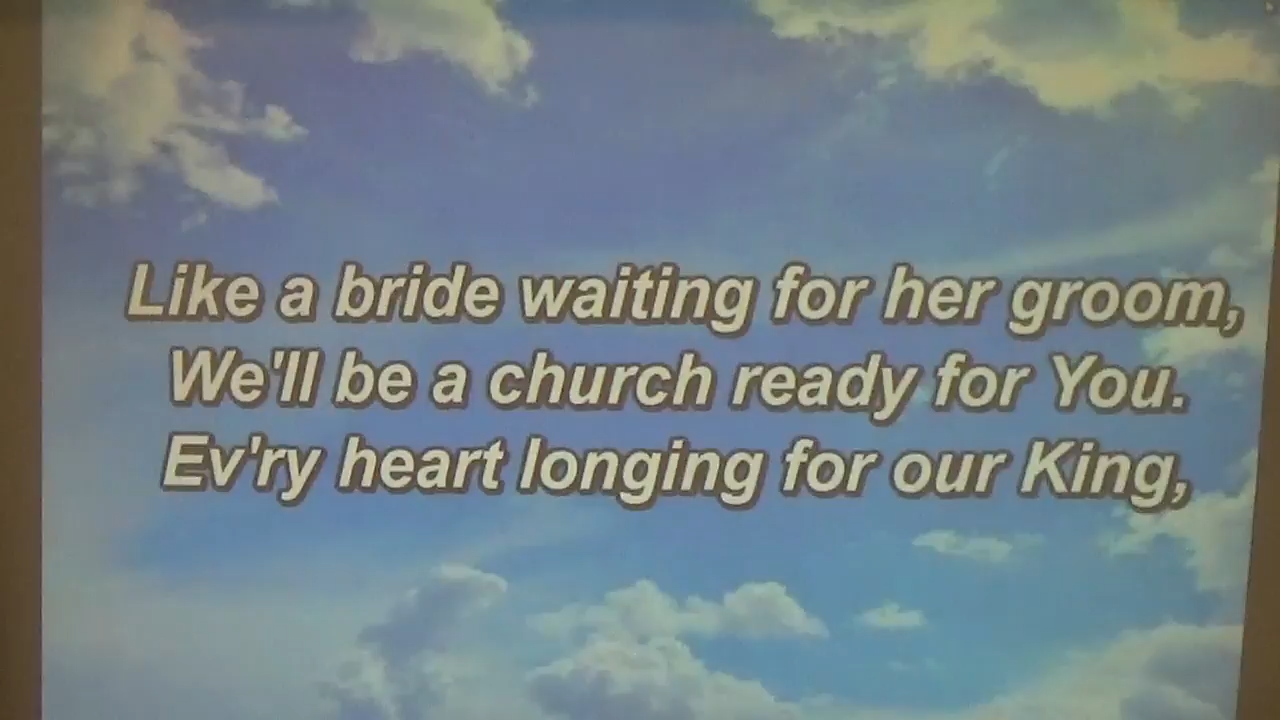 Like a bride waiting for her groom,
We'll be a church ready for You.
Ev'ry heart longing for our King,